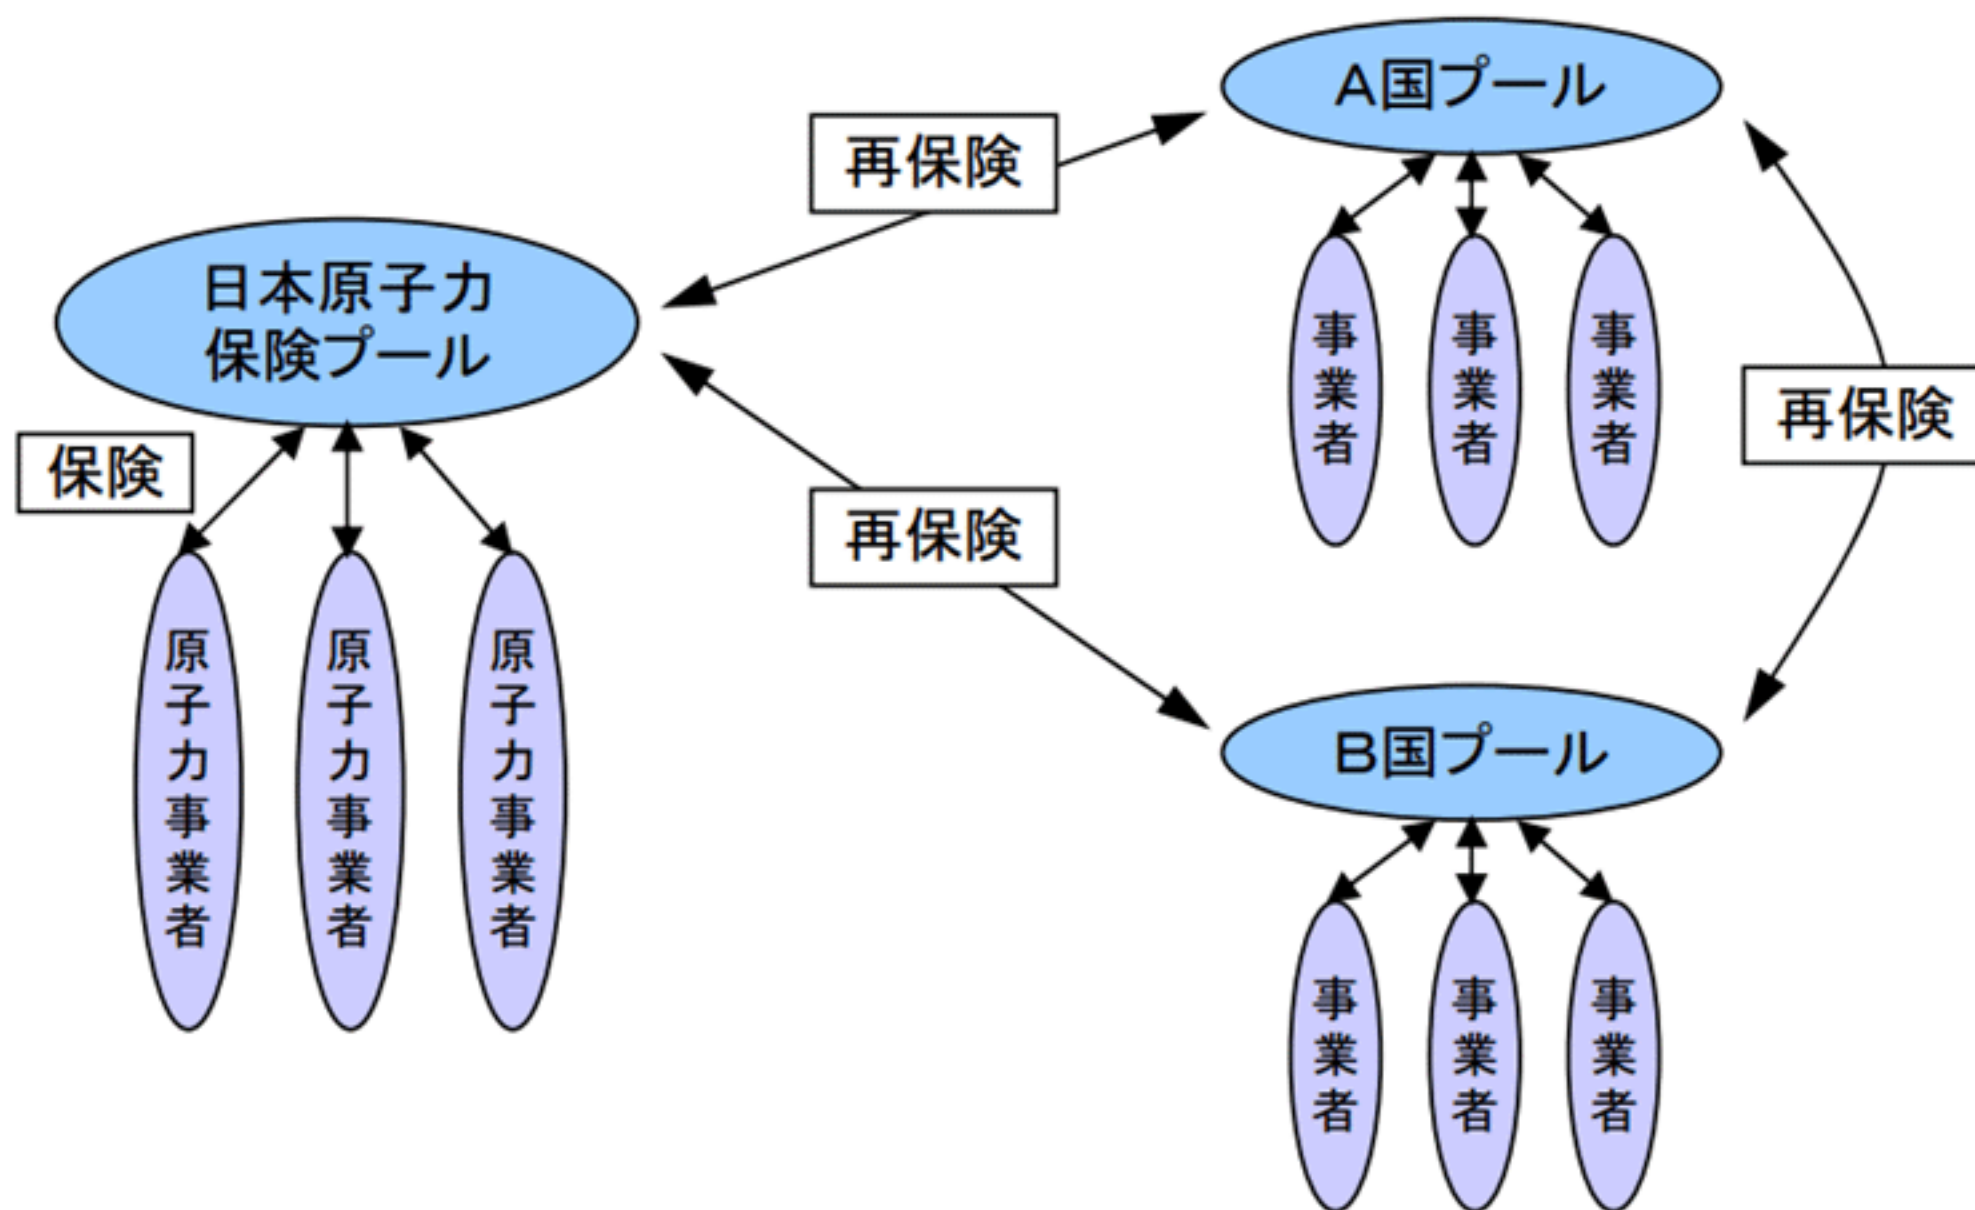 A国プール
再保険
日本原子力
保険プール
保険
事業者
事業者
事業者
再保険
再保険
原子力事業者
原子力事業者
原子力事業者
B国プール
事業者
事業者
事業者